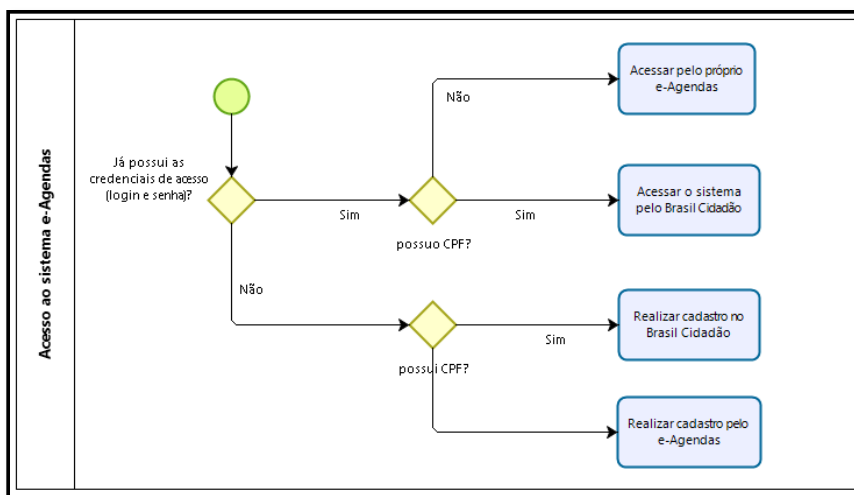 Acesso ao sistema e-Agendas
Já possui as
credenciais de acesso
(login e senha)?
Não
Acessar pelo próprio
e-Agendas
Sim
possuo CPF?
Sim
Acessar o sistema
pelo Brasil Cidadão
Não
possui CPF?
Sim
Realizar cadastro no
Brasil Cidadão
Realizar cadastro pelo
e-Agendas